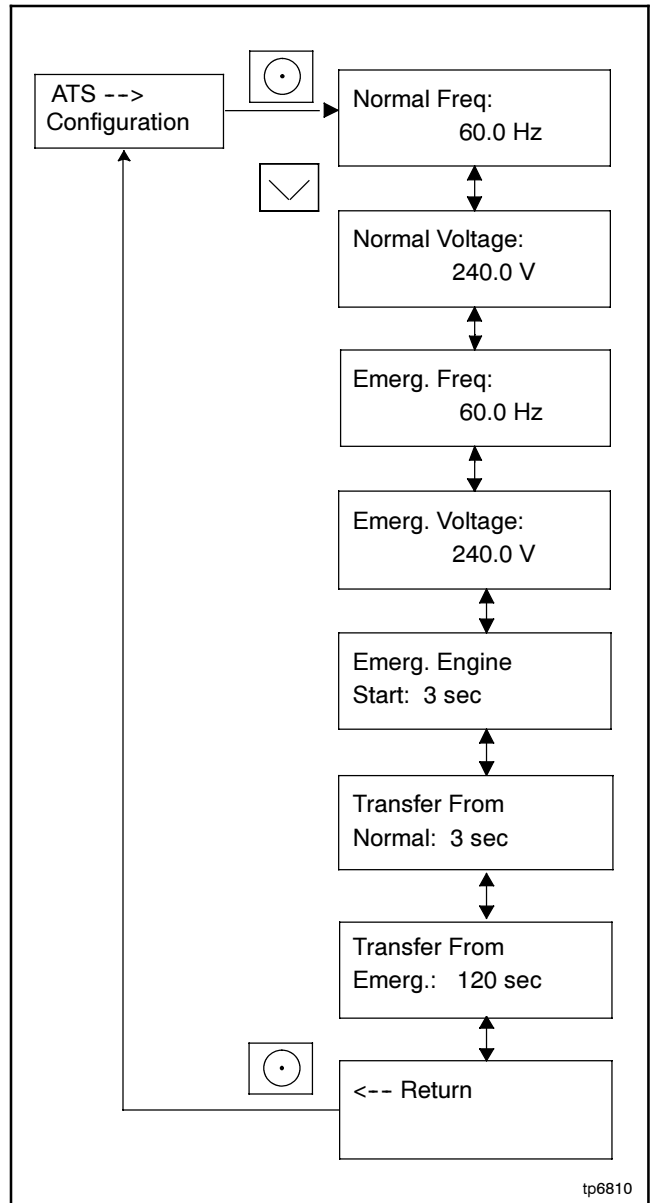 ATS -->
Configuration
Normal Freq:
60.0 Hz
Normal Voltage:
240.0 V
Emerg. Freq:
60.0 Hz
Emerg. Voltage:
240.0 V
Emerg. Engine
Start: 3 sec
Transfer From
Normal: 3 sec
Transfer From
Emerg.: 120 sec
<-- Return
tp6810